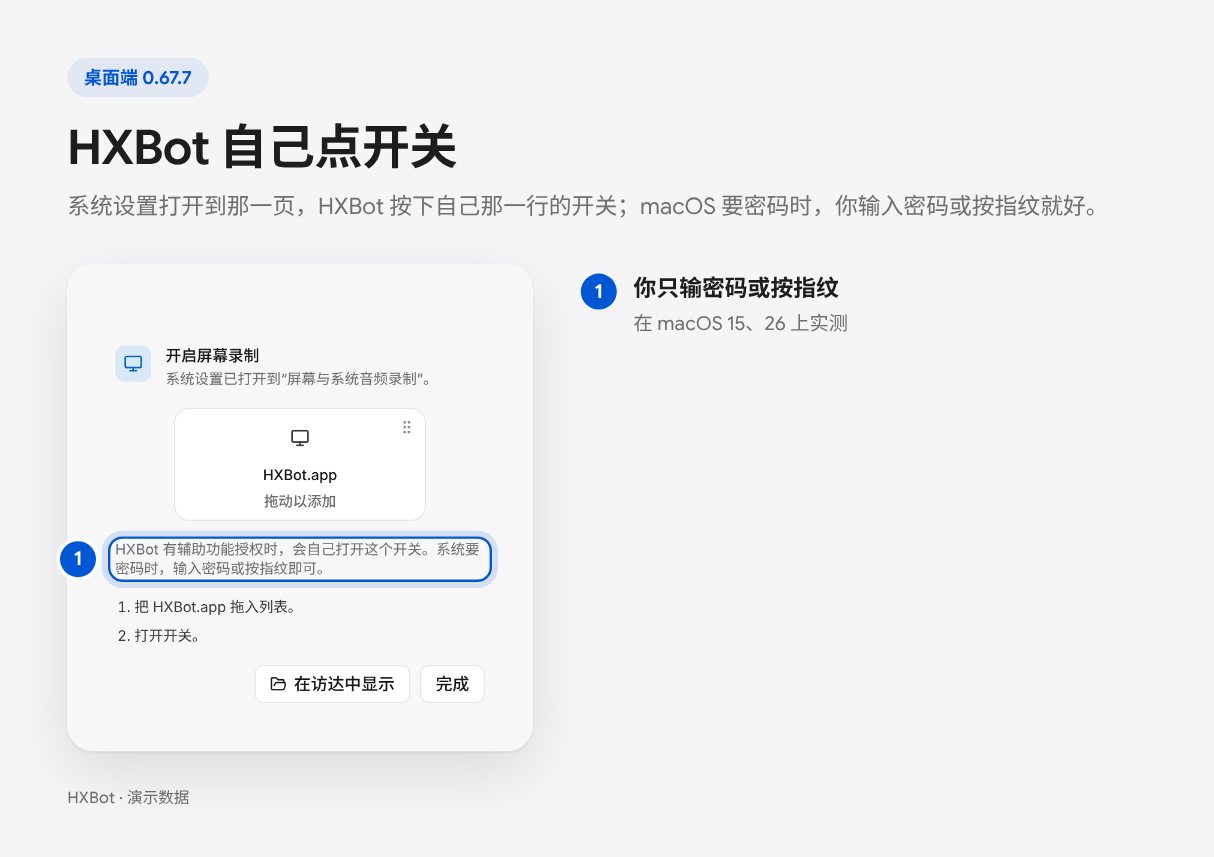 桌面端 0.67.7
HXBot 自己点开关
系统设置打开到那一页，HXBot 按下自己那一行的开关；macOS 要密码时，你输入密码或按指纹就好。
开启屏幕录制
系统设置已打开到“屏幕与系统音频录制”。
HXBot.app
拖动以添加
1
HXBot 有辅助功能授权时，会自己打开这个开关。系统要
密码时，输入密码或按指纹即可。
1. 把 HXBot.app 拖入列表。
2. 打开开关。
在访达中显示
完成
1
你只输密码或按指纹
在 macOS 15、26 上实测
HXBot · 演示数据